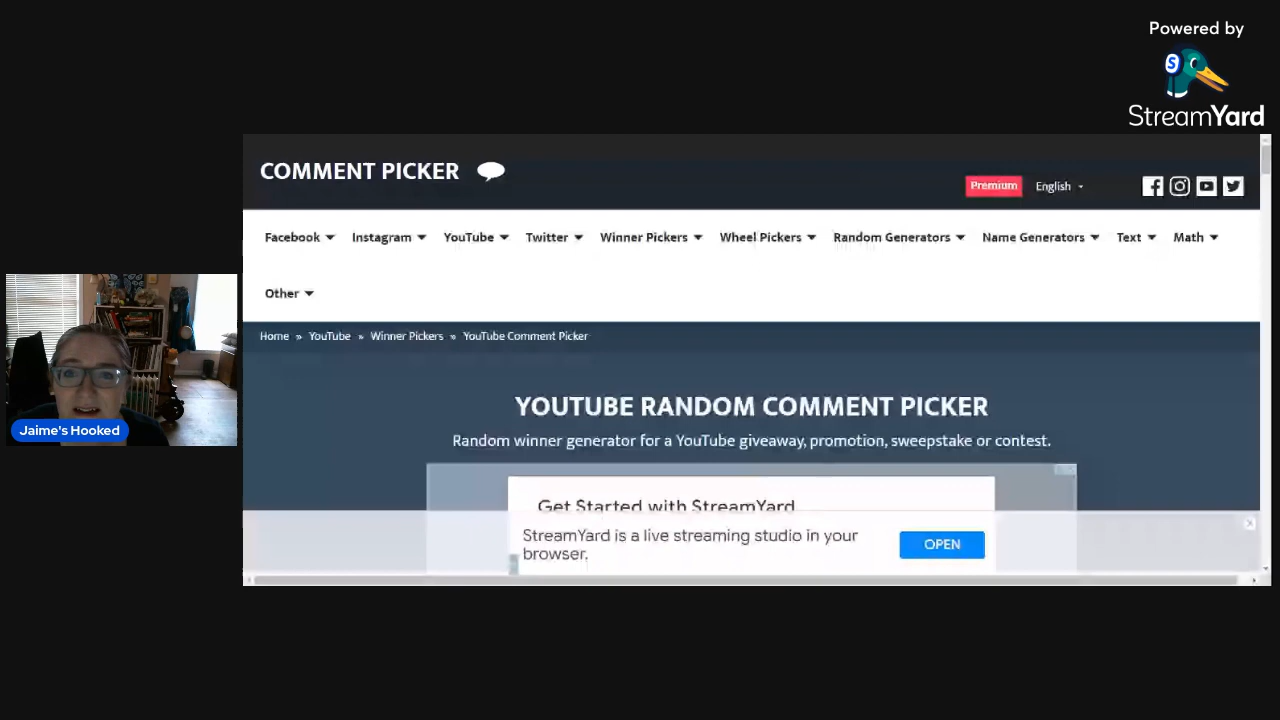 Powered by
StreamYard
COMMENT PICKER
Premium
English
Facebook
Instagram
YouTube
Twitter
Winner Pickers
Wheel Pickers
Random Generators
Name Generators
Text
Math
Other
Home » YouTube » Winner Pickers » YouTube Comment Picker
YOUTUBE RANDOM COMMENT PICKER
Random winner generator for a YouTube giveaway, promotion, sweepstake or contest.
Get Started with StreamYard
StreamYard is a live streaming studio in your
browser.
OPEN
Jaime's Hooked